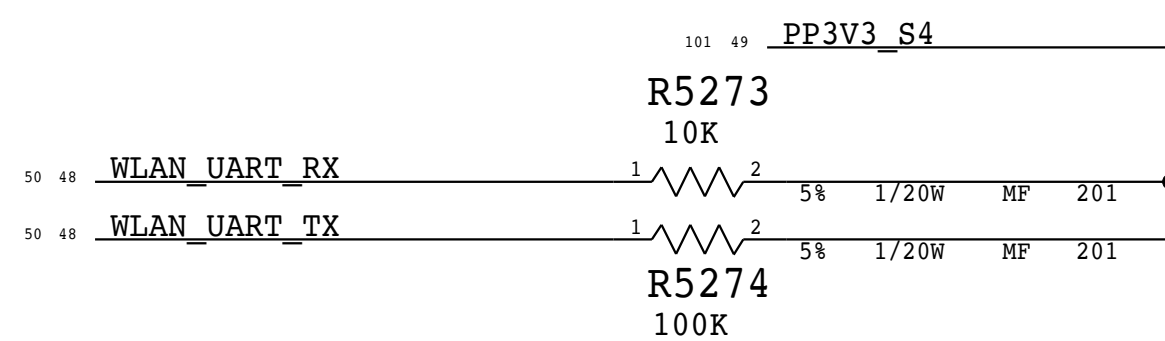 101 49 PP3V3_S4
R5273
10K
50 48 WLAN_UART_RX 1 2
5% 1/20W MF 201
50 48 WLAN_UART_TX 1 2
5% 1/20W MF 201
R5274
100K